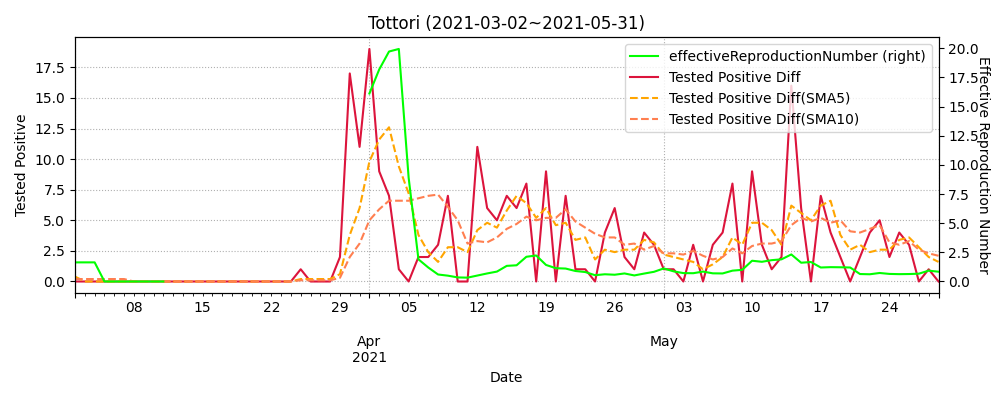 Tottori (2021-03-02~2021-05-31)
effectiveReproductionNumber (right)
Tested Positive Diff
Tested Positive Diff(SMA5)
Tested Positive Diff(SMA10)
Tested Positive
17.5
15.0
12.5
10.0
7.5
5.0
2.5
0.0
20.0
17.5
15.0
12.5
10.0
7.5
5.0
2.5
0.0
Effective Reproduction Number
08 15 22 29 05 12 19 26 03 10 17 24
Apr May
2021
Date